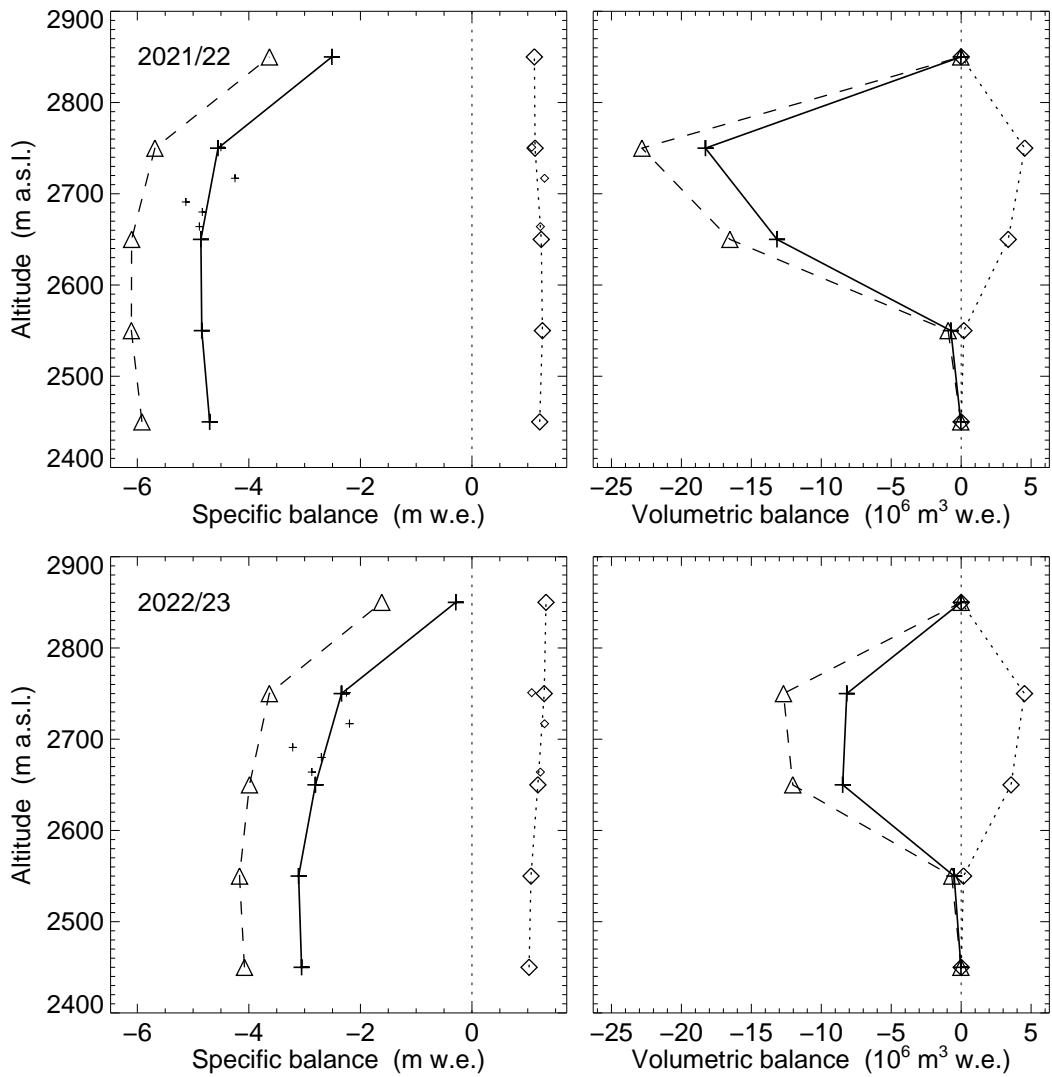 2900
2800
2700
2600
2500
2400
Altitude (m a.s.l.)
2021/22
−6 −4 −2 0
Specific balance (m w.e.)
−25 −20 −15 −10 −5 0 5
Volumetric balance (10⁶ m³ w.e.)
2900
2800
2700
2600
2500
2400
Altitude (m a.s.l.)
2022/23
−6 −4 −2 0
Specific balance (m w.e.)
−25 −20 −15 −10 −5 0 5
Volumetric balance (10⁶ m³ w.e.)